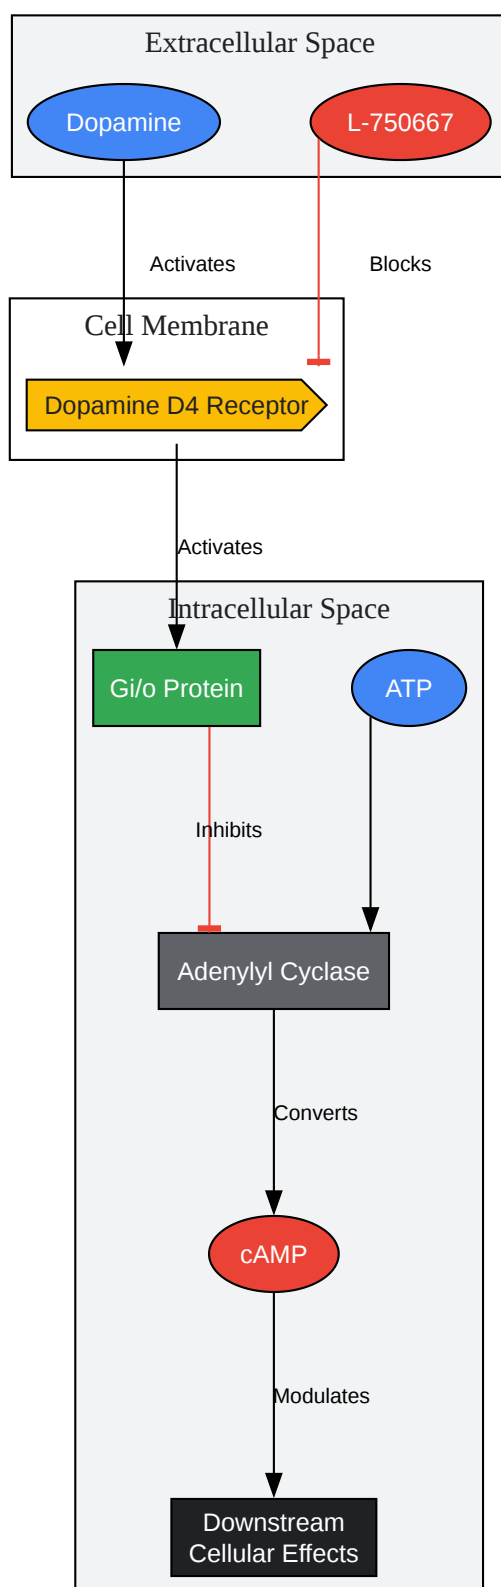 Extracellular Space
Dopamine
L-750667
Activates
Blocks
Cell Membrane
Dopamine D4 Receptor
Activates
Intracellular Space
Gi/o Protein
ATP
Inhibits
Adenylyl Cyclase
Converts
cAMP
Modulates
Downstream
Cellular Effects